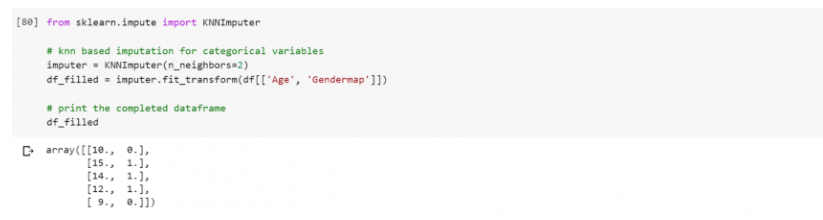 [80] from sklearn.impute import KNNImputer
# knn based imputation for categorical variables
imputer = KNNImputer(n_neighbors=2)
df_filled = imputer.fit_transform(df[['Age', 'Gendermap']])
# print the completed dataframe
df_filled
array([[10., 0.],
[15., 1.],
[14., 1.],
[12., 1.],
[ 9., 0.]])